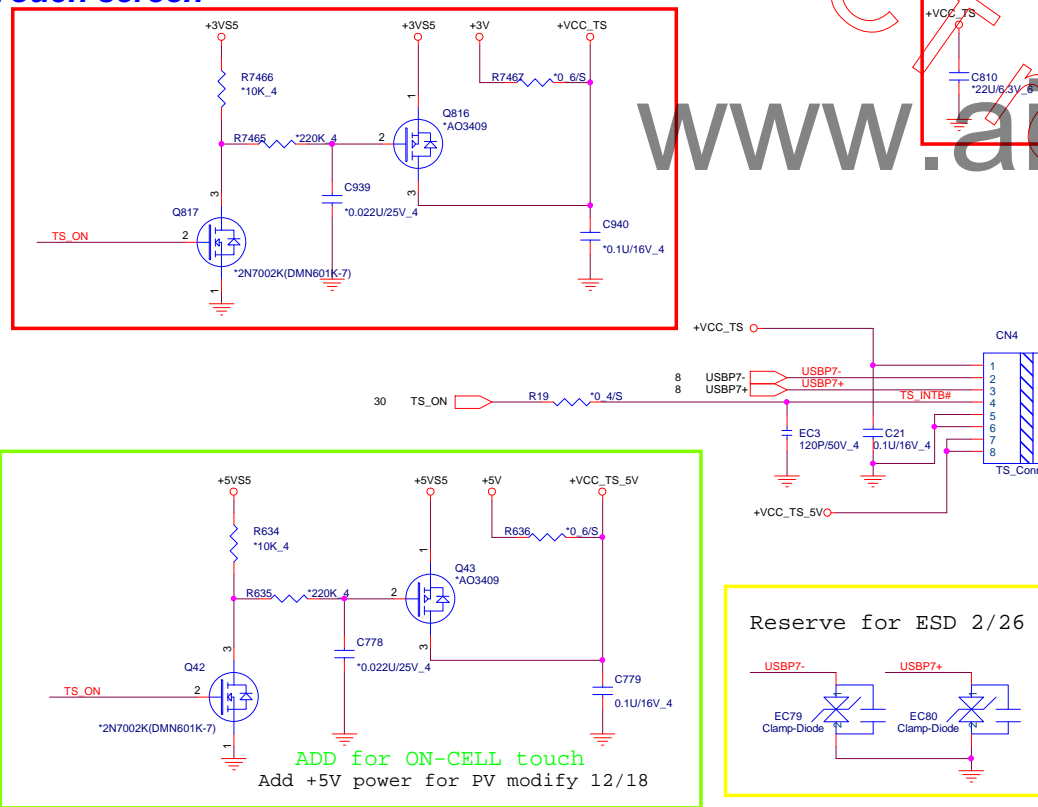 +3VS5
+3VS5
+3V
+VCC_TS
R7466
*10K_4
R7467
*0_6/S
Q816
*AO3409
1
R7465
*220K_4
2
3
C939
*0.022U/25V_4
3
Q817
TS_ON
2
*2N7002K(DMN601K-7)
1
C940
*0.1U/16V_4
+VCC_TS
C810
*22U/6.3V_6
+VCC_TS
CN4
8
USBP7-
USBP7-
8
USBP7+
USBP7+
30
TS_ON
R19
*0_4/S
TS_INTB#
1
2
3
4
5
6
7
8
EC3
120P/50V_4
C21
0.1U/16V_4
+VCC_TS_5V
+5VS5
+5VS5
+5V
+VCC_TS_5V
R634
*10K_4
R636
*0_6/S
Q43
*AO3409
1
R635
*220K_4
2
3
C778
*0.022U/25V_4
3
Q42
TS_ON
2
*2N7002K(DMN601K-7)
1
C779
0.1U/16V_4
ADD for ON-CELL touch
Add +5V power for PV modify 12/18
Reserve for ESD 2/26
USBP7-
USBP7+
1
2
EC79
Clamp-Diode
1
2
EC80
Clamp-Diode